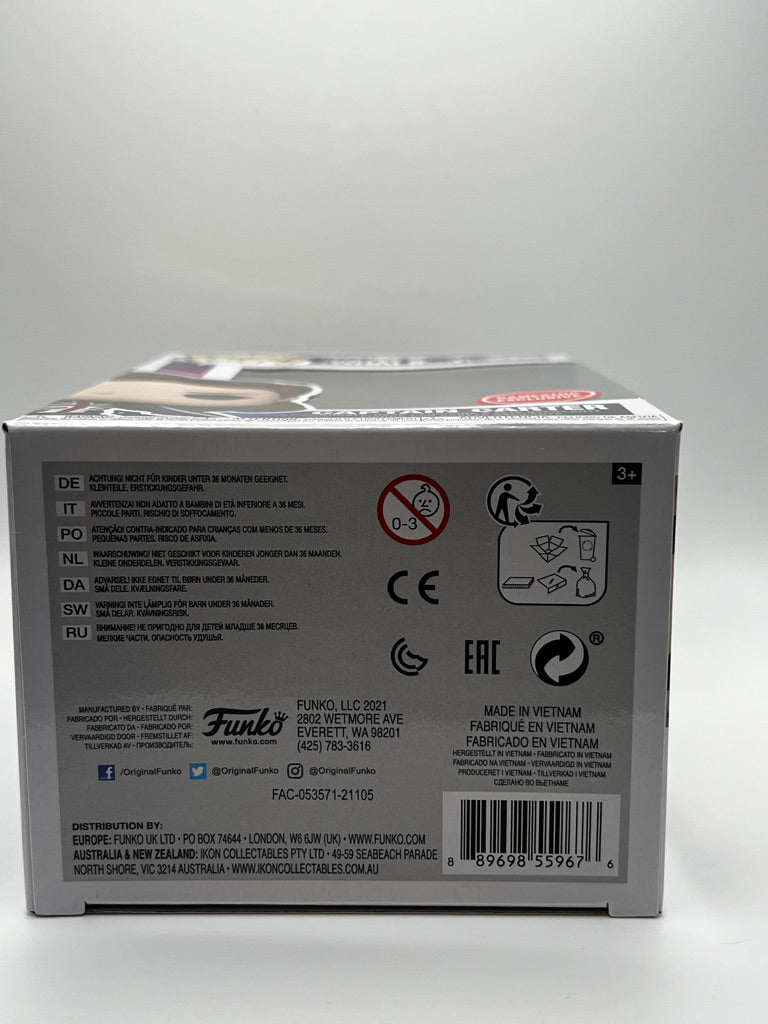 CAPTAIN CARTER
3+
DE ACHTUNG! NICHT FÜR KINDER UNTER 36 MONATEN GEEIGNET.
KLEINTEILE. ERSTICKUNGSGEFAHR.
IT AVVERTENZA: NON ADATTO A BAMBINI DI ETÀ INFERIORE A 36 MESI.
PICCOLE PARTI. RISCHIO DI SOFFOCAMENTO.
PO ATENÇÃO! CONTRA-INDICADO PARA CRIANÇAS COM MENOS DE 36 MESES.
PEQUENAS PARTES. RISCO DE ASFIXIA.
NL WAARSCHUWING! NIET GESCHIKT VOOR KINDEREN JONGER DAN 36 MAANDEN.
KLEINE ONDERDELEN. VERSTIKKINGSGEVAAR.
DA ADVARSEL! IKKE EGNET TIL BØRN UNDER 36 MÅNEDER.
SMÅ DELE. KVÆLNINGSFARE.
SW VARNING! INTE LÄMPLIG FÖR BARN UNDER 36 MÅNADER.
SMÅ DELAR. KVÄVNINGSRISK.
RU ВНИМАНИЕ! НЕ ПРИГОДНО ДЛЯ ДЕТЕЙ МЛАДШЕ 36 МЕСЯЦЕВ.
МЕЛКИЕ ЧАСТИ. ОПАСНОСТЬ УДУШЬЯ.
0-3
CE
EAC
®
MANUFACTURED BY • FABRIQUÉ PAR:
FABRICADO POR • HERGESTELLT DURCH:
FABBRICATO DA • FABRICADO POR:
VERVAARDIGD DOOR • FREMSTILLET AF:
TILLVERKAD AV • ПРОИЗВОДИТЕЛЬ:
Funko
www.funko.com
FUNKO, LLC 2021
2802 WETMORE AVE
EVERETT, WA 98201
(425) 783-3616
/OriginalFunko @OriginalFunko @OriginalFunko
FAC-053571-21105
MADE IN VIETNAM
FABRIQUÉ EN VIETNAM
FABRICADO EN VIETNAM
HERGESTELLT IN VIETNAM • FABBRICATO IN VIETNAM
FABRICADO NA VIETNAM • VERVAARDIGD IN VIETNAM
PRODUCERET I VIETNAM • TILLVERKAD I VIETNAM
СДЕЛАНО ВО ВЬЕТНАМЕ
DISTRIBUTION BY:
EUROPE: FUNKO UK LTD • PO BOX 74644 • LONDON, W6 6JW (UK) • WWW.FUNKO.COM
AUSTRALIA & NEW ZEALAND: IKON COLLECTABLES PTY LTD • 49-59 SEABEACH PARADE
NORTH SHORE, VIC 3214 AUSTRALIA • WWW.IKONCOLLECTABLES.COM.AU
8 89698 55967 6